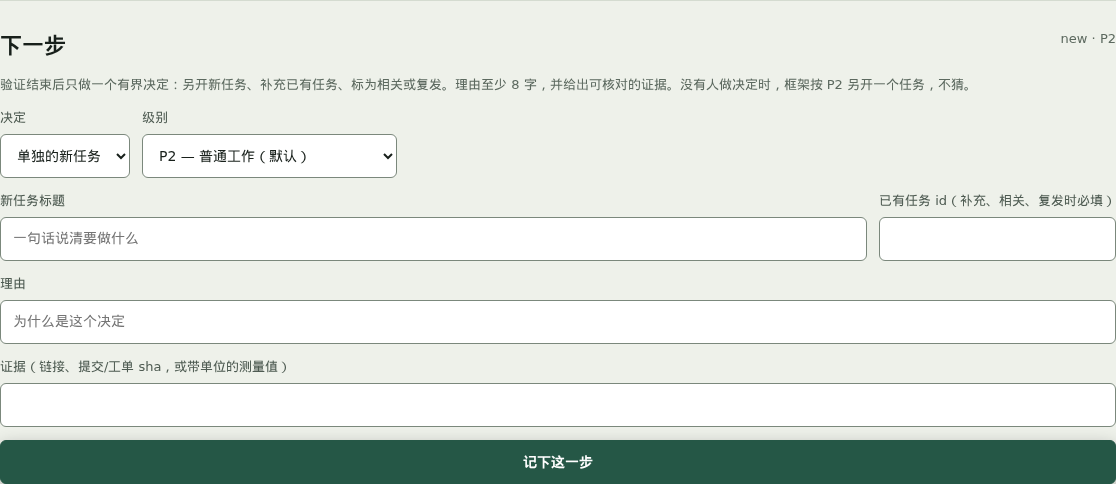 下一步
new · P2
验证结束后只做一个有界决定：另开新任务、补充已有任务、标为相关或复发。理由至少 8 字，并给出可核对的证据。没有人做决定时，框架按 P2 另开一个任务，不猜。
决定
级别
单独的新任务
P2 — 普通工作（默认）
新任务标题
已有任务 id（补充、相关、复发时必填）
一句话说清要做什么
理由
为什么是这个决定
证据（链接、提交/工单 sha，或带单位的测量值）
记下这一步